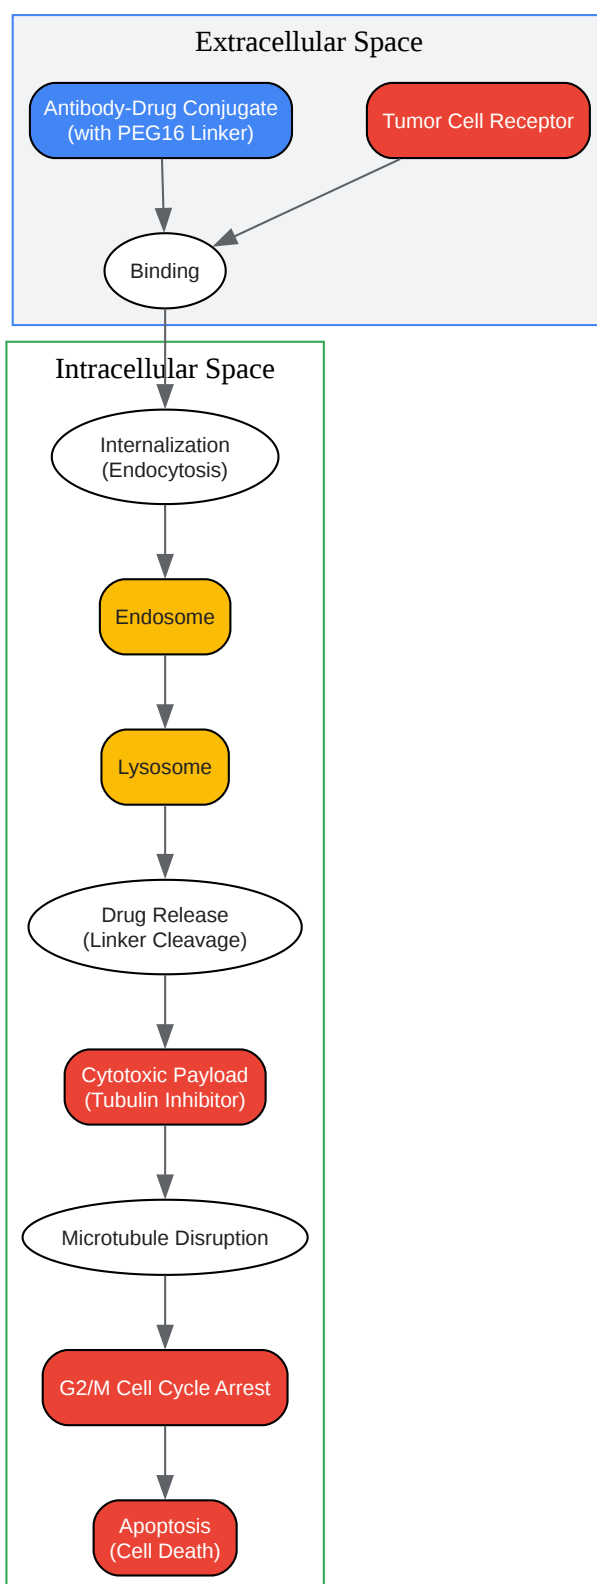 Extracellular Space
Antibody-Drug Conjugate
(with PEG16 Linker)
Tumor Cell Receptor
Binding
Intracellular Space
Internalization
(Endocytosis)
Endosome
Lysosome
Drug Release
(Linker Cleavage)
Cytotoxic Payload
(Tubulin Inhibitor)
Microtubule Disruption
G2/M Cell Cycle Arrest
Apoptosis
(Cell Death)